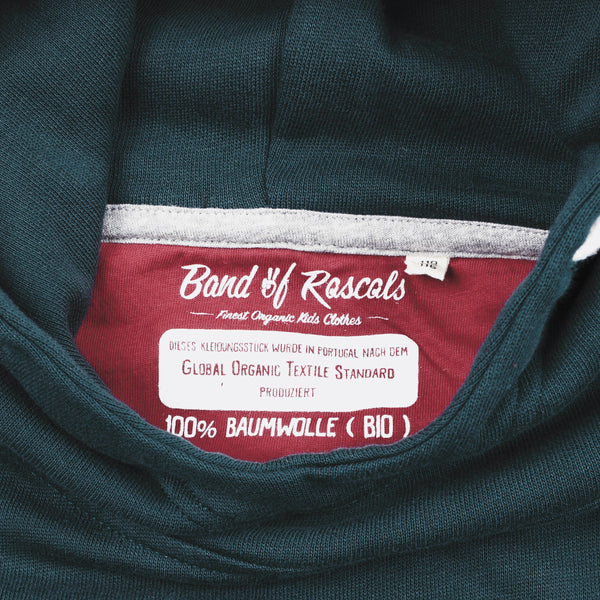 Band of Rascals
Finest Organic Kids Clothes
DIESES KLEIDUNGSSTÜCK WURDE IN PORTUGAL NACH DEM
GLOBAL ORGANIC TEXTILE STANDARD
PRODUZIERT
100% BAUMWOLLE ( BIO )